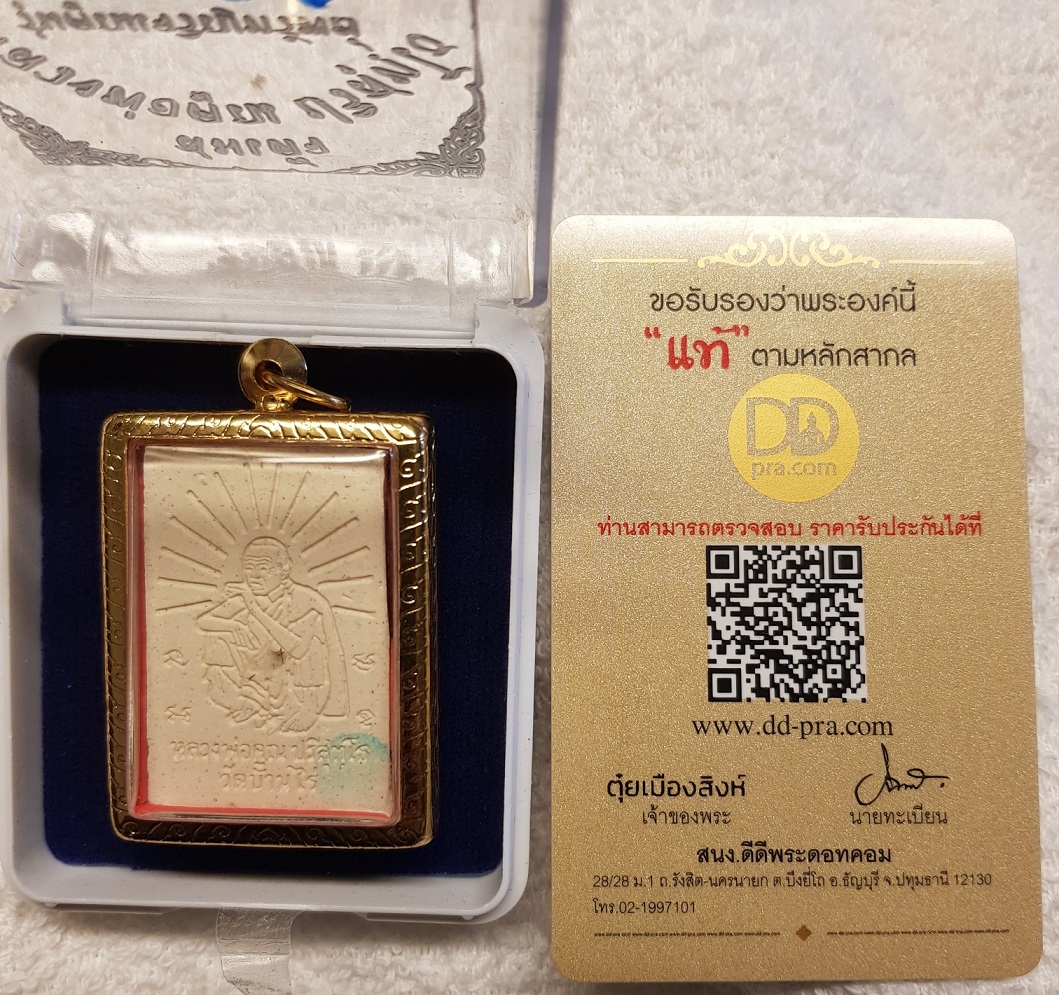 หลวงพ่อคูณ ปริสุทฺโธ
วัดบ้านไร่
ขอรับรองว่าพระองค์นี้
"แท้" ตามหลักสากล
DD
pra.com
ท่านสามารถตรวจสอบ ราคารับประกันได้ที่
www.dd-pra.com
ตุ๋ยเมืองสิงห์
เจ้าของพระ
นายทะเบียน
สนง.ดีดีพระดอทคอม
28/28 ม.1 ถ.รังสิต-นครนายก ต.บึงยี่โถ อ.ธัญบุรี จ.ปทุมธานี 12130
โทร.02-1997101